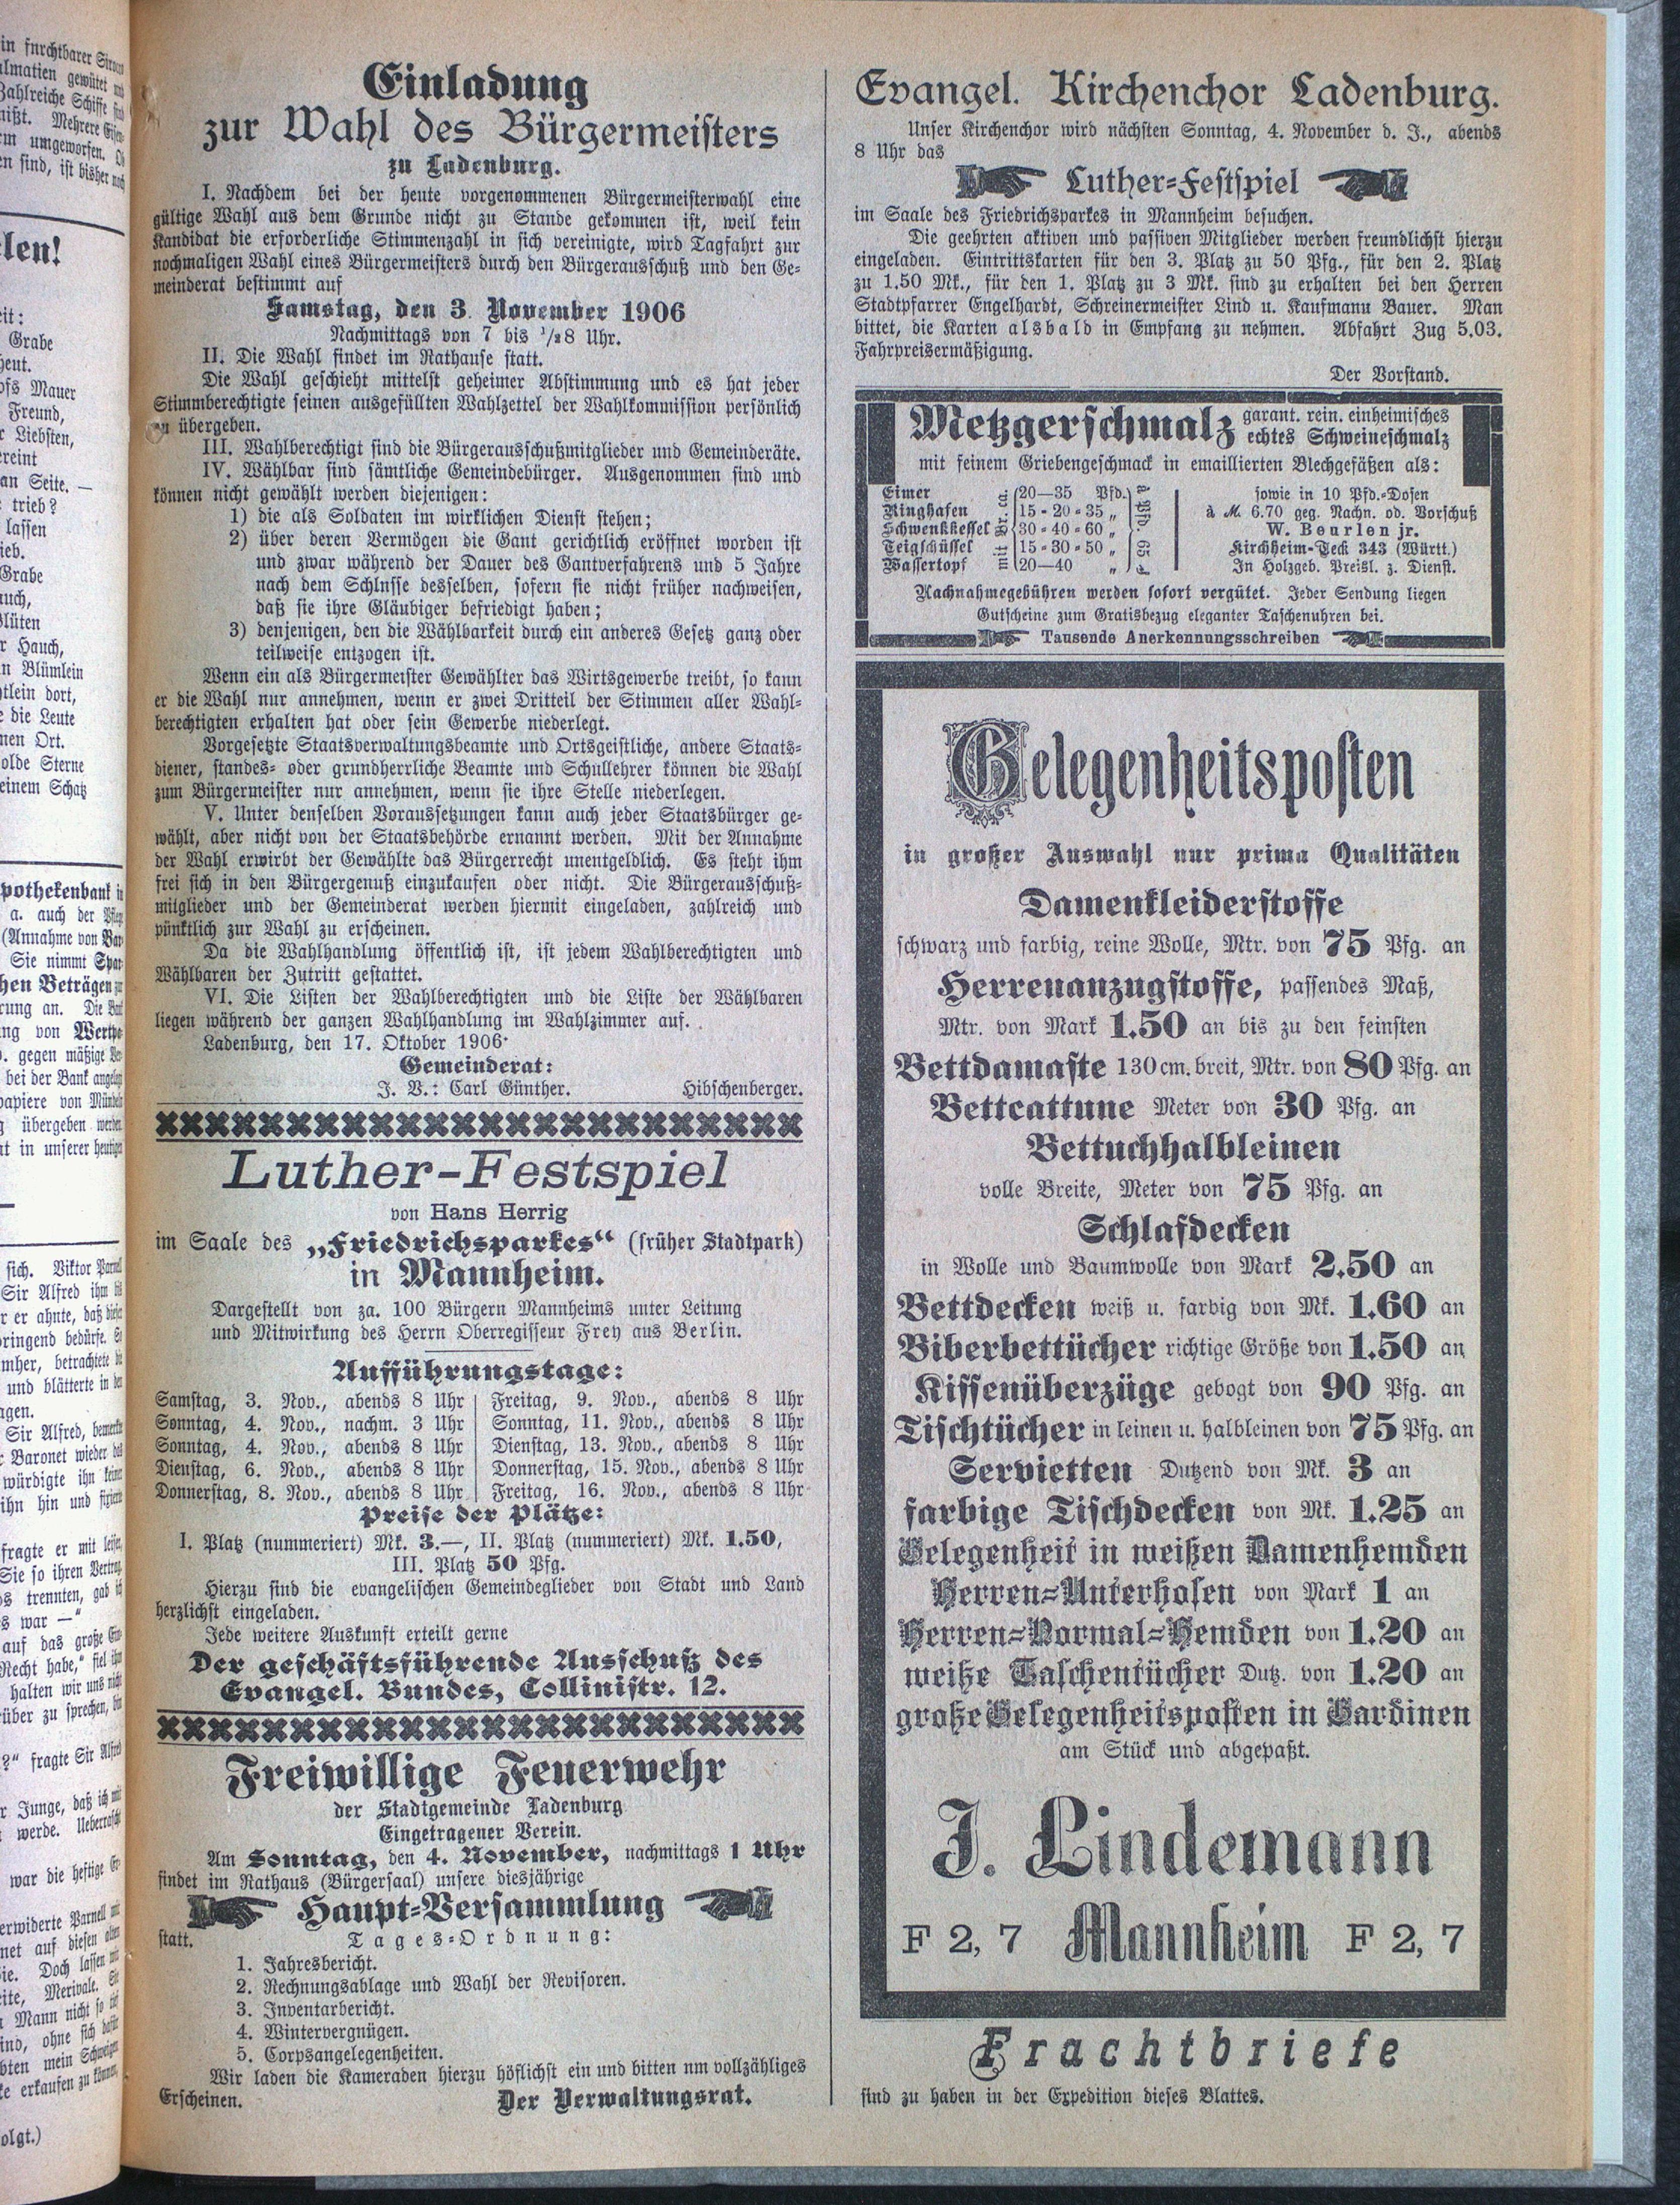 Einladung
zur Wahl des Bürgermeisters
zu Ladenburg.
I. Nachdem bei der heute vorgenommenen Bürgermeisterwahl eine
gültige Wahl aus dem Grunde nicht zu Stande gekommen ist, weil kein
Kandidat die erforderliche Stimmenzahl in sich vereinigte, wird Tagfahrt zur
nochmaligen Wahl eines Bürgermeisters durch den Bürgerausschuß und den Ge-
meinderat bestimmt auf
Samstag, den 3. November 1906
Nachmittags von 7 bis 1/28 Uhr.
II. Die Wahl findet im Rathause statt.
Die Wahl geschieht mittelst geheimer Abstimmung und es hat jeder
Stimmberechtigte seinen ausgefüllten Wahlzettel der Wahlkommission persönlich
zu übergeben.
III. Wahlberechtigt sind die Bürgerausschußmitglieder und Gemeinderäte.
IV. Wählbar sind sämtliche Gemeindebürger. Ausgenommen sind und
können nicht gewählt werden diejenigen:
1) die als Soldaten im wirklichen Dienst stehen;
2) über deren Vermögen die Gant gerichtlich eröffnet worden ist
und zwar während der Dauer des Gantverfahrens und 5 Jahre
nach dem Schlusse desselben, sofern sie nicht früher nachweisen,
daß sie ihre Gläubiger befriedigt haben;
3) denjenigen, den die Wählbarkeit durch ein anderes Gesetz ganz oder
teilweise entzogen ist.
Wenn ein als Bürgermeister Gewählter das Wirtsgewerbe treibt, so kann
er die Wahl nur annehmen, wenn er zwei Dritteil der Stimmen aller Wahl-
berechtigten erhalten hat oder sein Gewerbe niederlegt.
Vorgesetzte Staatsverwaltungsbeamte und Ortsgeistliche, andere Staats-
diener, standes- oder grundherrliche Beamte und Schullehrer können die Wahl
zum Bürgermeister nur annehmen, wenn sie ihre Stelle niederlegen.
V. Unter denselben Voraussetzungen kann auch jeder Staatsbürger ge-
wählt, aber nicht von der Staatsbehörde ernannt werden. Mit der Annahme
der Wahl erwirbt der Gewählte das Bürgerrecht unentgeldlich. Es steht ihm
frei sich in den Bürgergenuß einzukaufen oder nicht. Die Bürgerausschuß-
mitglieder und der Gemeinderat werden hiermit eingeladen, zahlreich und
pünktlich zur Wahl zu erscheinen.
Da die Wahlhandlung öffentlich ist, ist jedem Wahlberechtigten und
Wählbaren der Zutritt gestattet.
VI. Die Listen der Wahlberechtigten und die Liste der Wählbaren
liegen während der ganzen Wahlhandlung im Wahlzimmer auf.
Ladenburg, den 17. Oktober 1906.
Gemeinderat:
J. V.: Carl Günther. Hibschenberger.
Luther-Festspiel
von Hans Herrig
im Saale des „Friedrichsparkes“ (früher Stadtpark)
in Mannheim.
Dargestellt von za. 100 Bürgern Mannheims unter Leitung
und Mitwirkung des Herrn Oberregisseur Frey aus Berlin.
Aufführungstage:
Samstag, 3. Nov., abends 8 Uhr | Freitag, 9. Nov., abends 8 Uhr
Sonntag, 4. Nov., nachm. 3 Uhr | Sonntag, 11. Nov., abends 8 Uhr
Sonntag, 4. Nov., abends 8 Uhr | Dienstag, 13. Nov., abends 8 Uhr
Dienstag, 6. Nov., abends 8 Uhr | Donnerstag, 15. Nov., abends 8 Uhr
Donnerstag, 8. Nov., abends 8 Uhr | Freitag, 16. Nov., abends 8 Uhr
Preise der Plätze:
I. Platz (nummeriert) Mk. 3.—, II. Platz (nummeriert) Mk. 1.50,
III. Platz 50 Pfg.
Hierzu sind die evangelischen Gemeindeglieder von Stadt und Land
herzlichst eingeladen.
Jede weitere Auskunft erteilt gerne
Der geschäftsführende Ausschuß des
Evangel. Bundes, Collinistr. 12.
Freiwillige Feuerwehr
der Stadtgemeinde Ladenburg
Eingetragener Verein.
Am Sonntag, den 4. November, nachmittags 1 Uhr
findet im Rathaus (Bürgersaal) unsere diesjährige
Haupt-Versammlung
statt. Tages-Ordnung:
1. Jahresbericht.
2. Rechnungsablage und Wahl der Revisoren.
3. Inventarbericht.
4. Wintervergnügen.
5. Corpsangelegenheiten.
Wir laden die Kameraden hierzu höflichst ein und bitten nm vollzähliges
Erscheinen. Der Verwaltungsrat.
Evangel. Kirchenchor Ladenburg.
Unser Kirchenchor wird nächsten Sonntag, 4. November d. J., abends
8 Uhr das
Luther-Festspiel
im Saale des Friedrichsparkes in Mannheim besuchen.
Die geehrten aktiven und passiven Mitglieder werden freundlichst hierzu
eingeladen. Eintrittskarten für den 3. Platz zu 50 Pfg., für den 2. Platz
zu 1.50 Mk., für den 1. Platz zu 3 Mk. sind zu erhalten bei den Herren
Stadtpfarrer Engelhardt, Schreinermeister Lind u. Kaufmann Bauer. Man
bittet, die Karten alsbald in Empfang zu nehmen. Abfahrt Zug 5.03.
Fahrpreisermäßigung.
Der Vorstand.
Metzgerschmalz garant. rein. einheimisches
echtes Schweineschmalz
mit feinem Griebengeschmack in emaillierten Blechgefäßen als:
Eimer 20—35 Pfd.
Ringhafen 15-20-35 „
Schwenkkessel 30-40-60 „
Teigschüssel 15-30-50 „
Wassertopf 20—40 „
mit Br. ca.
sowie in 10 Pfd.-Dosen
à M. 6.70 geg. Nachn. od. Vorschuß
W. Beurlen jr.
Kirchheim-Teck 343 (Württ.)
In Holzgeb. Preisl. z. Dienst.
Nachnahmegebühren werden sofort vergütet. Jeder Sendung liegen
Gutscheine zum Gratisbezug eleganter Taschenuhren bei.
Tausende Anerkennungsschreiben
Gelegenheitsposten
in großer Auswahl nur prima Qualitäten
Damenkleiderstoffe
schwarz und farbig, reine Wolle, Mtr. von 75 Pfg. an
Herrenanzugstoffe, passendes Maß,
Mtr. von Mark 1.50 an bis zu den feinsten
Bettdamaste 130 cm. breit, Mtr. von 80 Pfg. an
Bettcattune Meter von 30 Pfg. an
Bettuchhalbleinen
volle Breite, Meter von 75 Pfg. an
Schlafdecken
in Wolle und Baumwolle von Mark 2.50 an
Bettdecken weiß u. farbig von Mk. 1.60 an
Biberbettücher richtige Größe von 1.50 an
Kissenüberzüge gebogt von 90 Pfg. an
Tischtücher in leinen u. halbleinen von 75 Pfg. an
Servietten Dutzend von Mk. 3 an
farbige Tischdecken von Mk. 1.25 an
Gelegenheit in weißen Damenhemden
Herren-Unterhosen von Mark 1 an
Herren-Normal-Hemden von 1.20 an
weiße Taschentücher Dutz. von 1.20 an
große Gelegenheitsposten in Gardinen
am Stück und abgepaßt.
J. Lindemann
F 2, 7 Mannheim F 2, 7
Frachtbriefe
sind zu haben in der Expedition dieses Blattes.